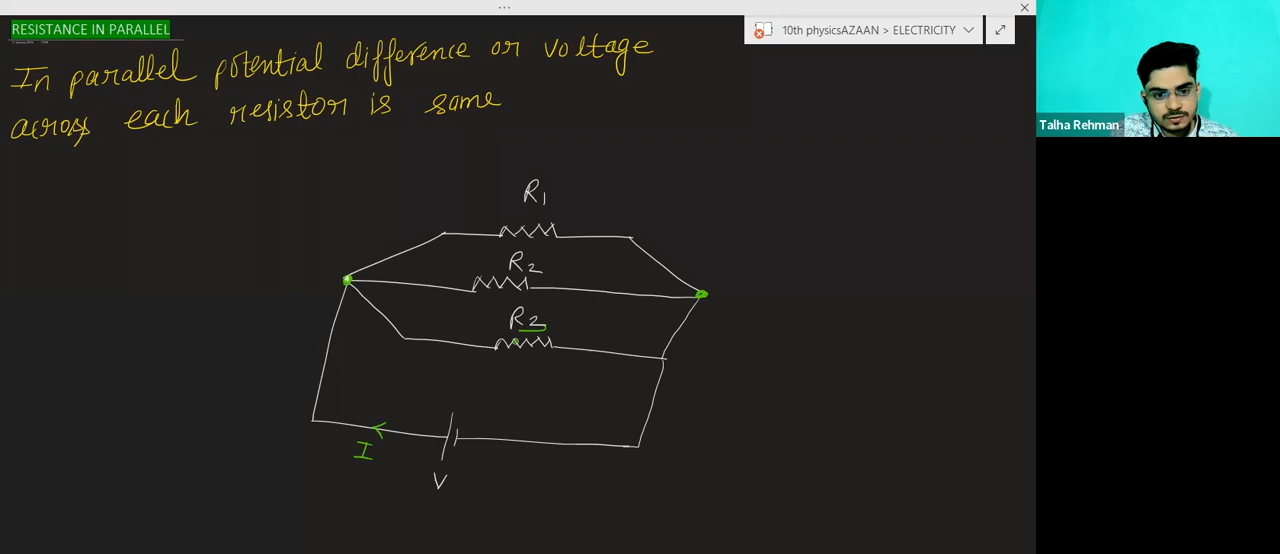 RESISTANCE IN PARALLEL
10th physicsAZAAN > ELECTRICITY
In parallel potential difference or voltage
across each resistor is same
Talha Rehman
R1
R2
R2
I
V